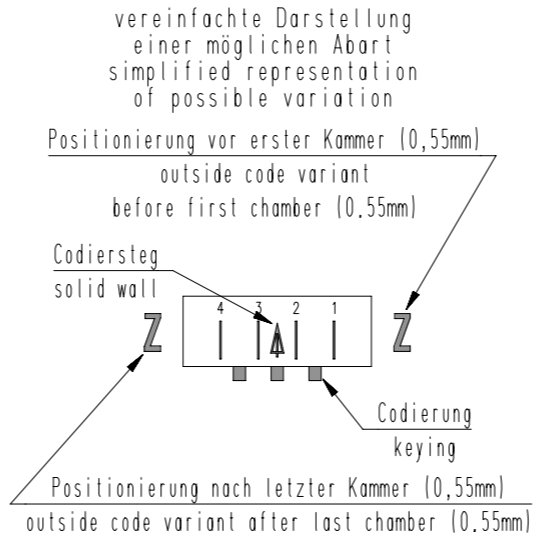 vereinfachte Darstellung
einer möglichen Abart
simplified representation
of possible variation
Positionierung vor erster Kammer (0,55mm)
outside code variant
before first chamber (0,55mm)
Codiersteg
solid wall
4 3 2 1
Z Z
Codierung
keying
Positionierung nach letzter Kammer (0,55mm)
outside code variant after last chamber (0,55mm)